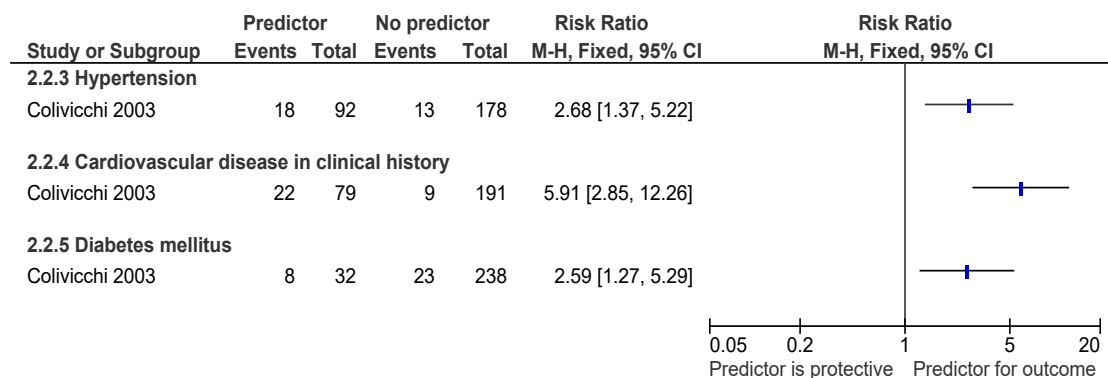 Predictor No predictor Risk Ratio Risk Ratio
Study or Subgroup Events Total Events Total M-H, Fixed, 95% CI M-H, Fixed, 95% CI
2.2.3 Hypertension
Colivicchi 2003 18 92 13 178 2.68 [1.37, 5.22]
2.2.4 Cardiovascular disease in clinical history
Colivicchi 2003 22 79 9 191 5.91 [2.85, 12.26]
2.2.5 Diabetes mellitus
Colivicchi 2003 8 32 23 238 2.59 [1.27, 5.29]
0.05 0.2 1 5 20
Predictor is protective Predictor for outcome